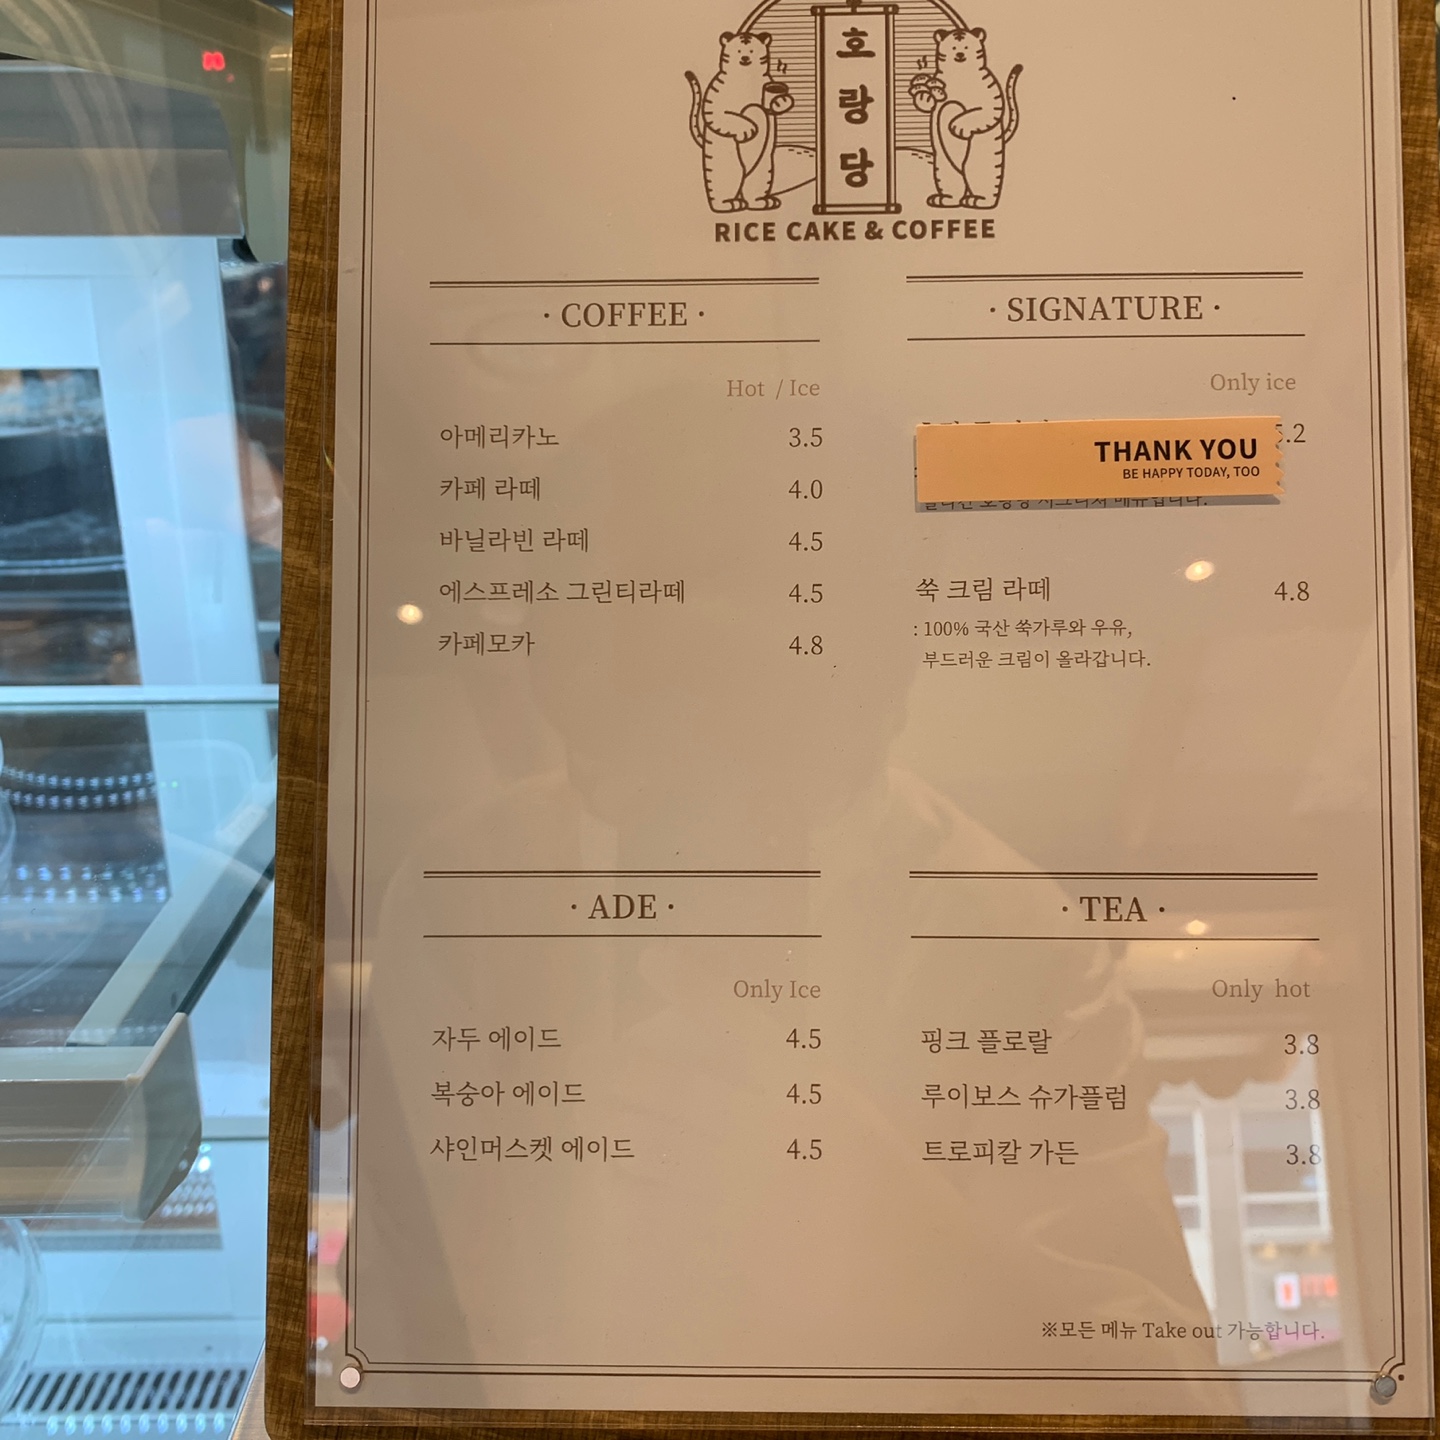 호랑당
RICE CAKE & COFFEE
· COFFEE ·
Hot / Ice
아메리카노 3.5
카페 라떼 4.0
바닐라빈 라떼 4.5
에스프레소 그린티라떼 4.5
카페모카 4.8
· SIGNATURE ·
Only ice
5.2
THANK YOU
BE HAPPY TODAY, TOO
쑥 크림 라떼 4.8
: 100% 국산 쑥가루와 우유,
부드러운 크림이 올라갑니다.
· ADE ·
Only Ice
자두 에이드 4.5
복숭아 에이드 4.5
샤인머스켓 에이드 4.5
· TEA ·
Only hot
핑크 플로랄 3.8
루이보스 슈가플럼 3.8
트로피칼 가든 3.8
※모든 메뉴 Take out 가능합니다.